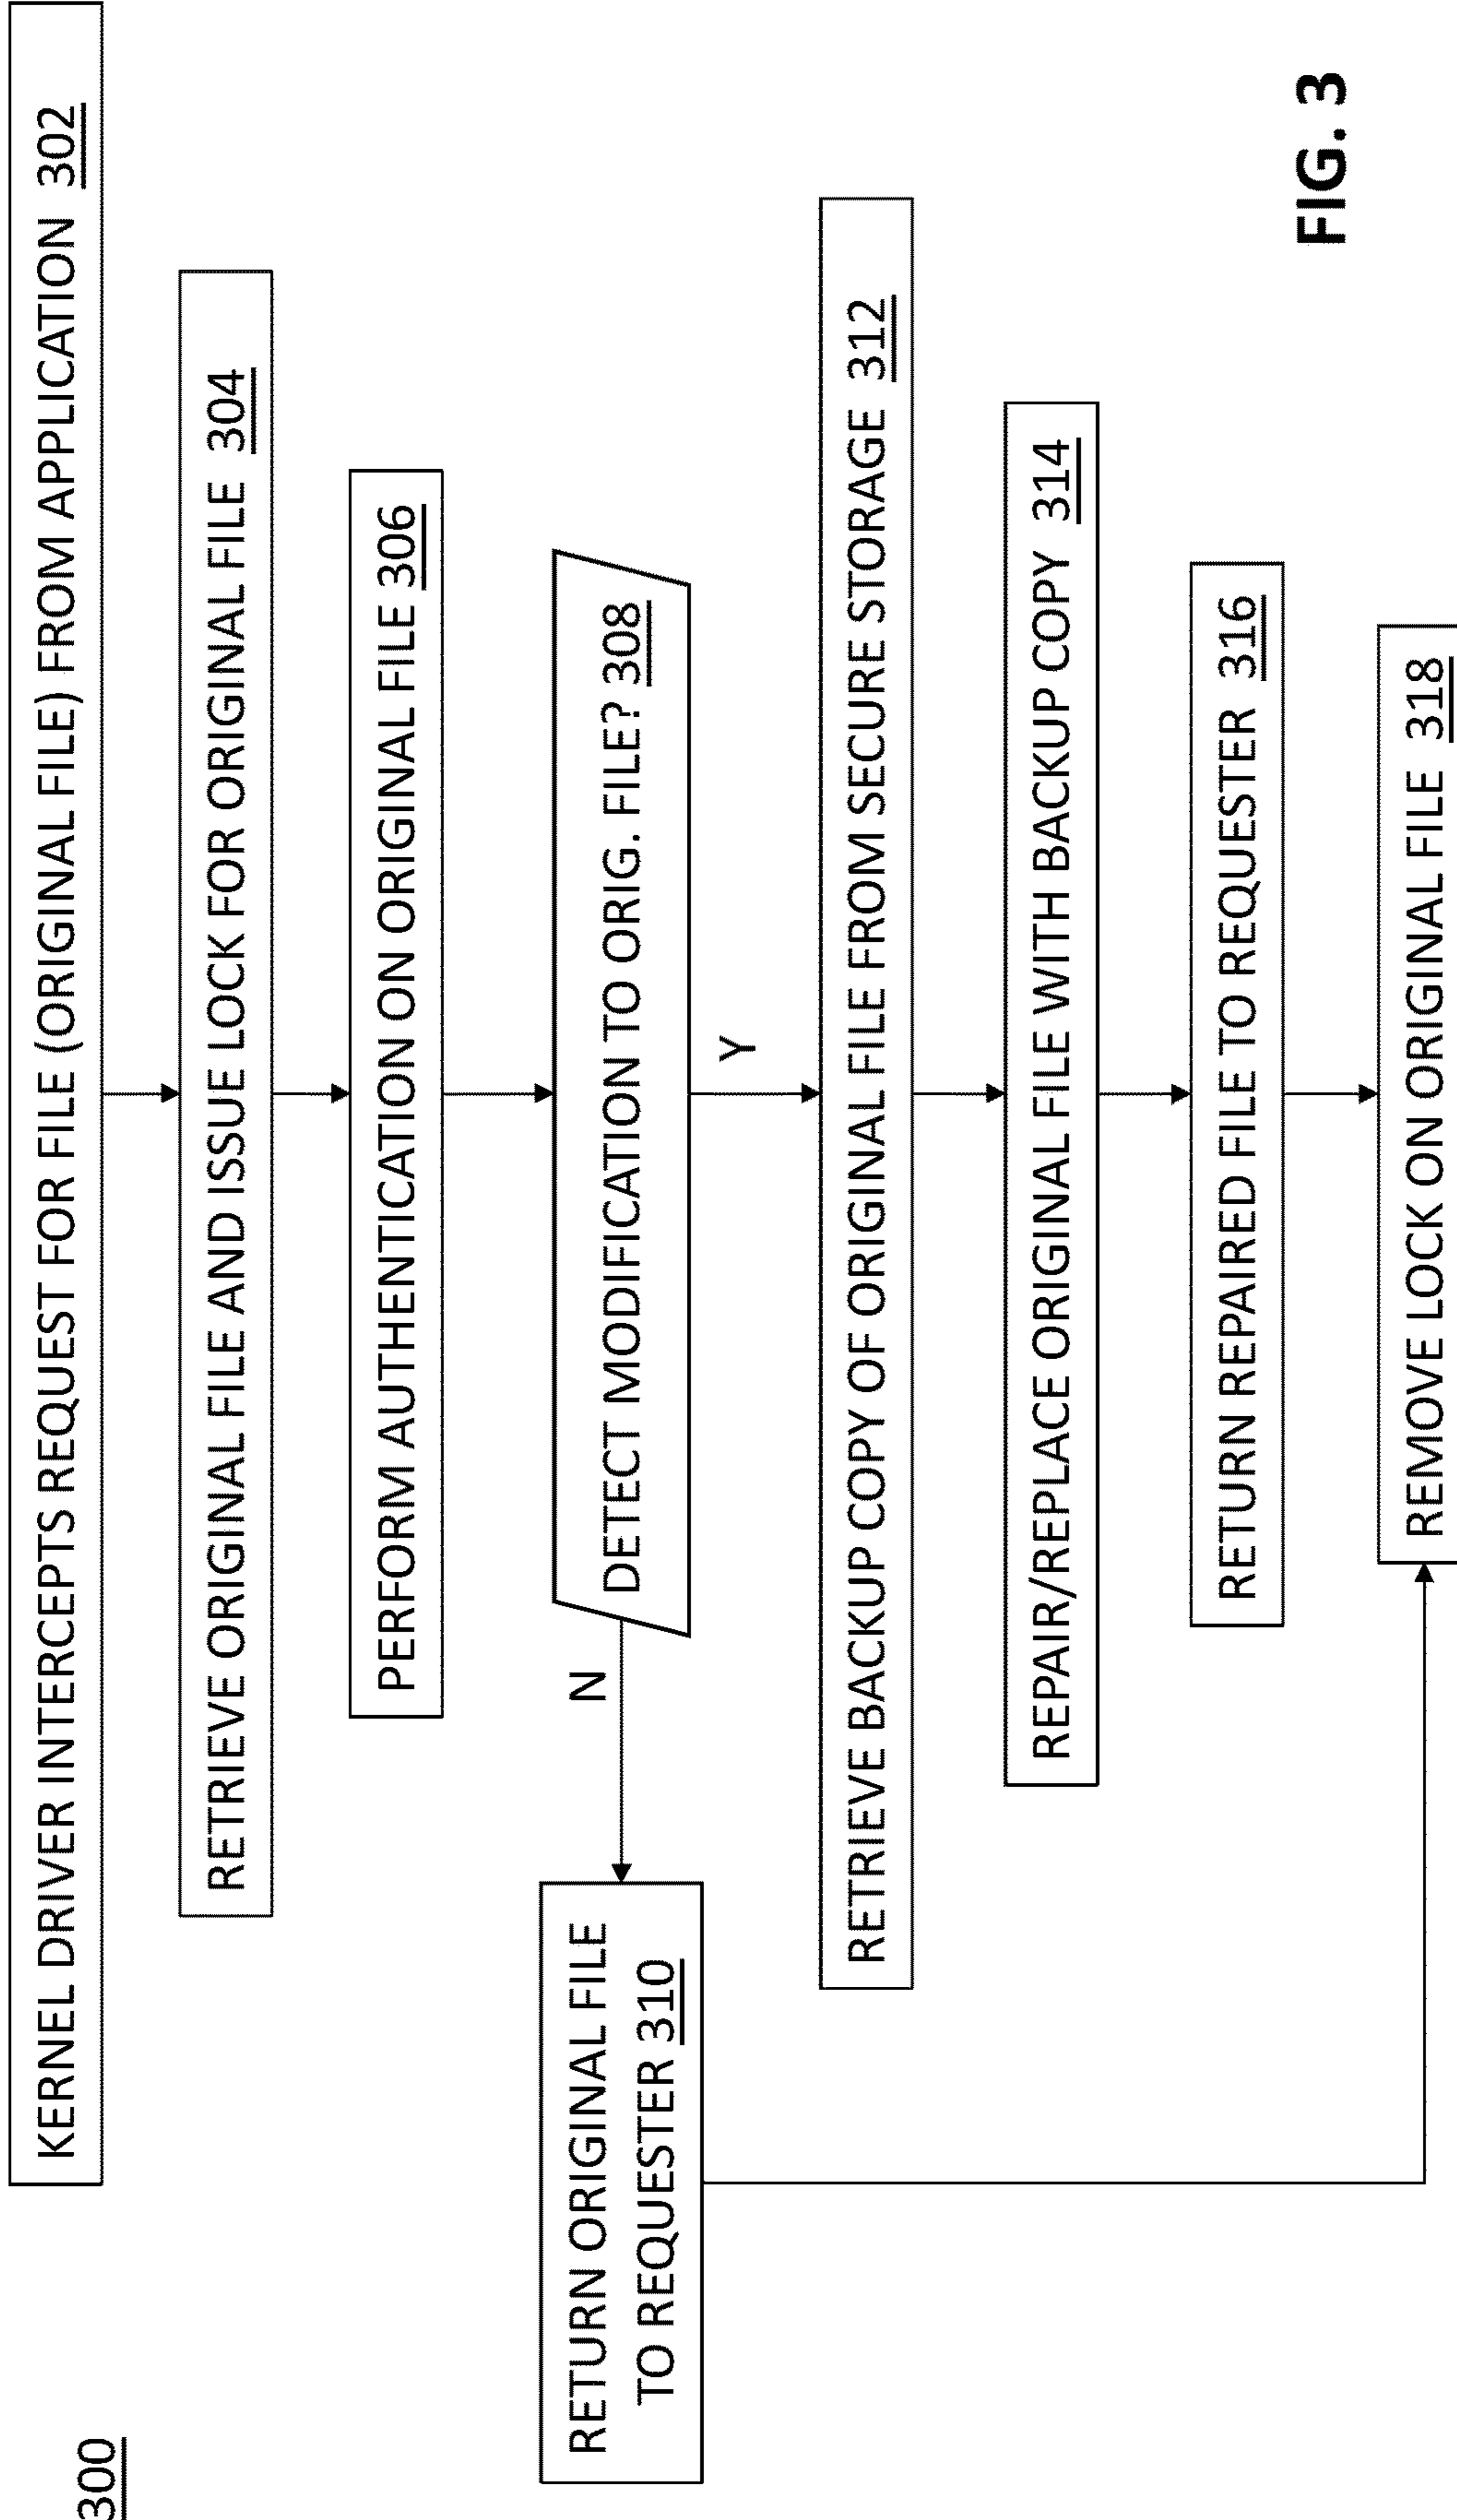 300
KERNEL DRIVER INTERCEPTS REQUEST FOR FILE (ORIGINAL FILE) FROM APPLICATION 302
RETRIEVE ORIGINAL FILE AND ISSUE LOCK FOR ORIGINAL FILE 304
PERFORM AUTHENTICATION ON ORIGINAL FILE 306
DETECT MODIFICATION TO ORIG. FILE? 308
N
RETURN ORIGINAL FILE
TO REQUESTER 310
Y
RETRIEVE BACKUP COPY OF ORIGINAL FILE FROM SECURE STORAGE 312
REPAIR/REPLACE ORIGINAL FILE WITH BACKUP COPY 314
RETURN REPAIRED FILE TO REQUESTER 316
REMOVE LOCK ON ORIGINAL FILE 318
FIG. 3